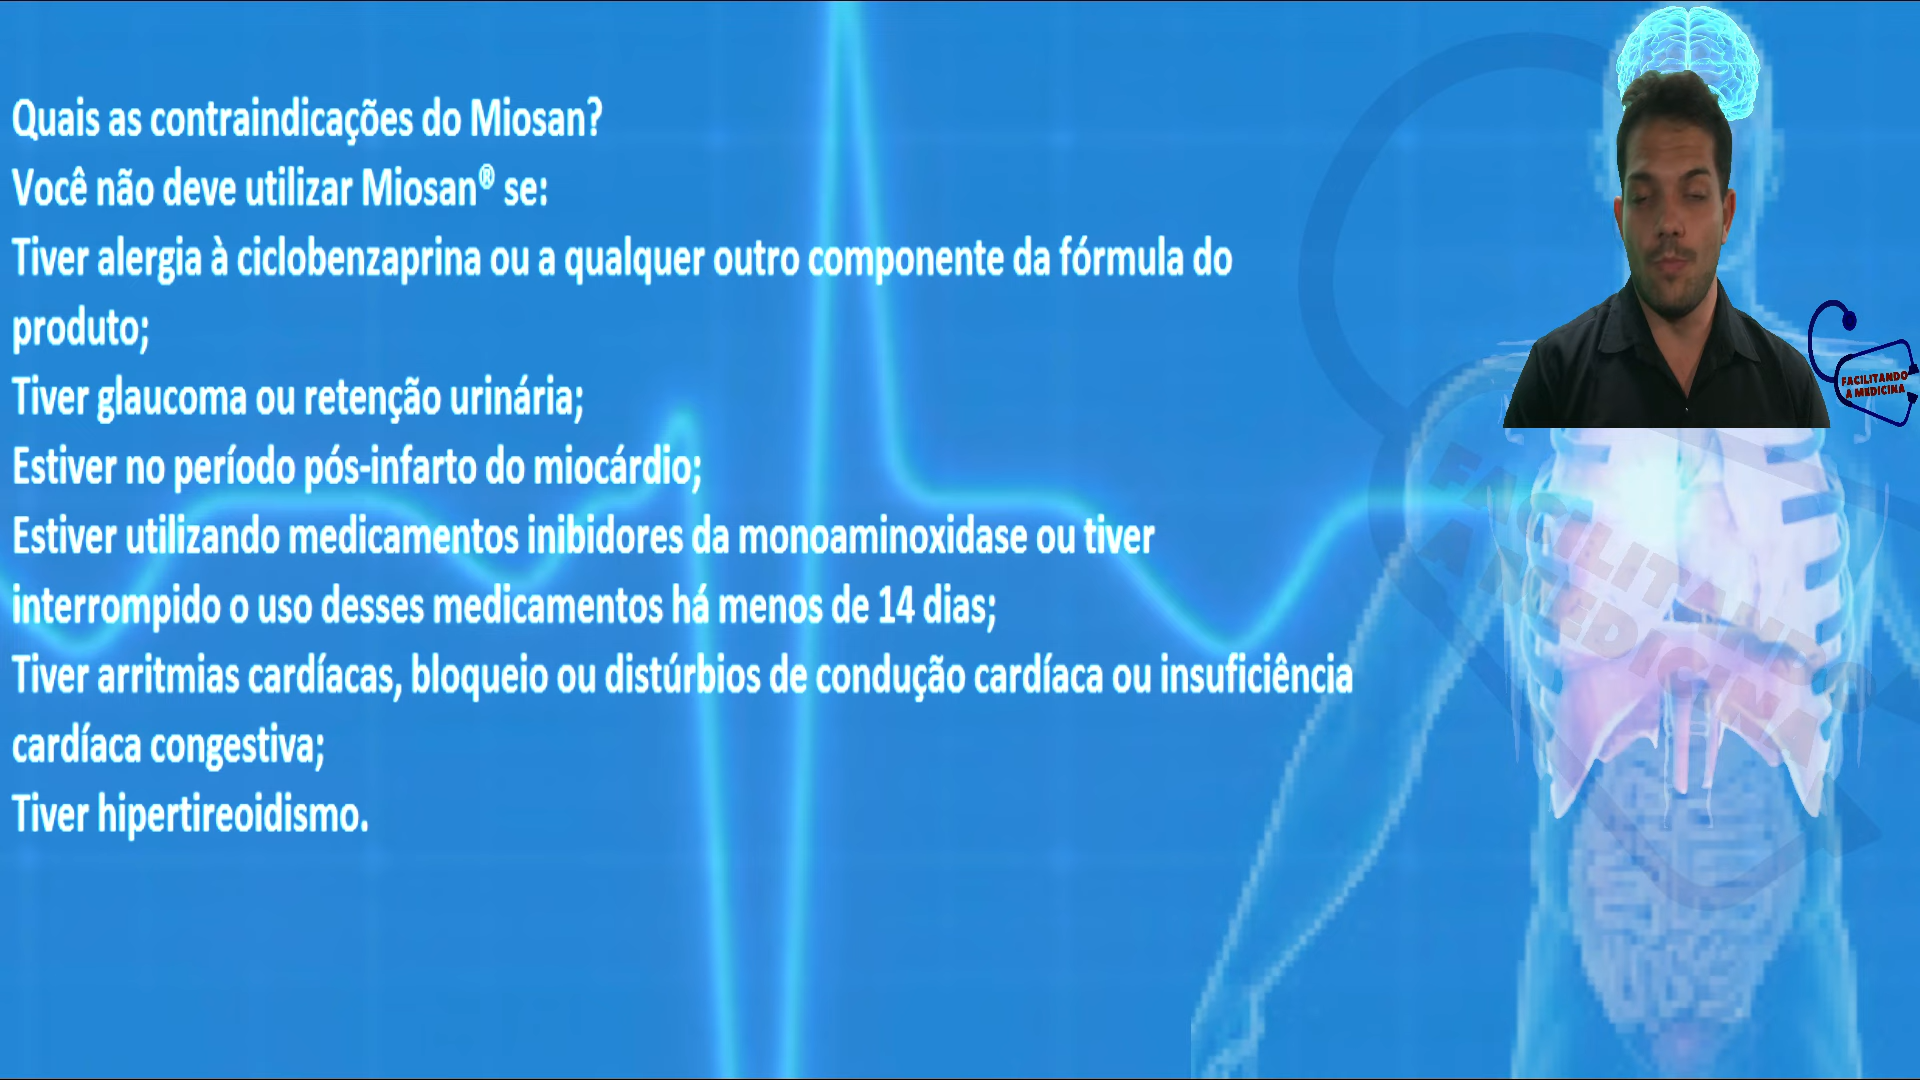 Quais as contraindicações do Miosan?
Você não deve utilizar Miosan® se:
Tiver alergia à ciclobenzaprina ou a qualquer outro componente da fórmula do
produto;
Tiver glaucoma ou retenção urinária;
Estiver no período pós-infarto do miocárdio;
Estiver utilizando medicamentos inibidores da monoaminoxidase ou tiver
interrompido o uso desses medicamentos há menos de 14 dias;
Tiver arritmias cardíacas, bloqueio ou distúrbios de condução cardíaca ou insuficiência
cardíaca congestiva;
Tiver hipertireoidismo.
FACILITANDO
A MEDICINA
FACILITANDO
A MEDICINA